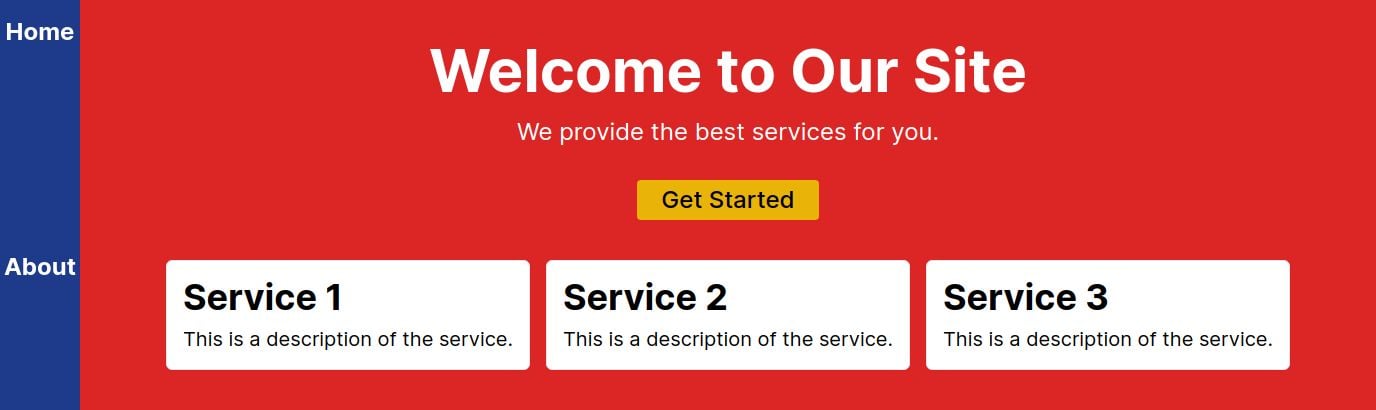 Home
About
Welcome to Our Site
We provide the best services for you.
Get Started
Service 1
This is a description of the service.
Service 2
This is a description of the service.
Service 3
This is a description of the service.